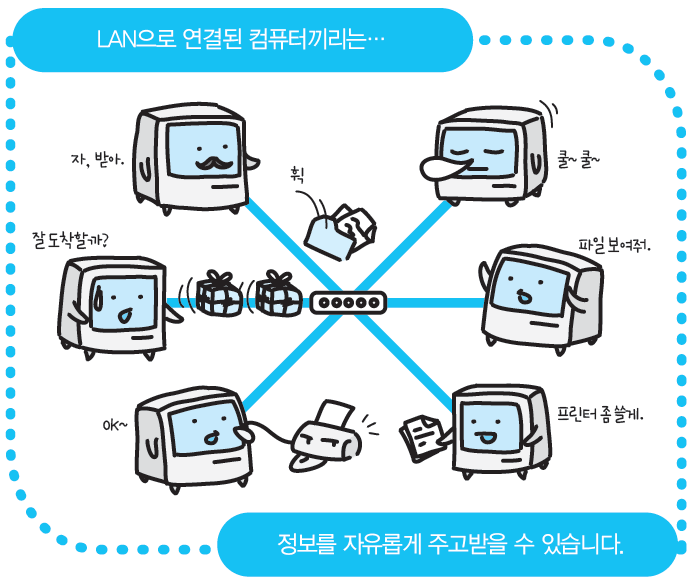 LAN으로 연결된 컴퓨터끼리는…
자, 받아.
휙
쿨~ 쿨~
잘 도착할까?
파일 보여줘.
OK~
프린터 좀 쓸게.
정보를 자유롭게 주고받을 수 있습니다.